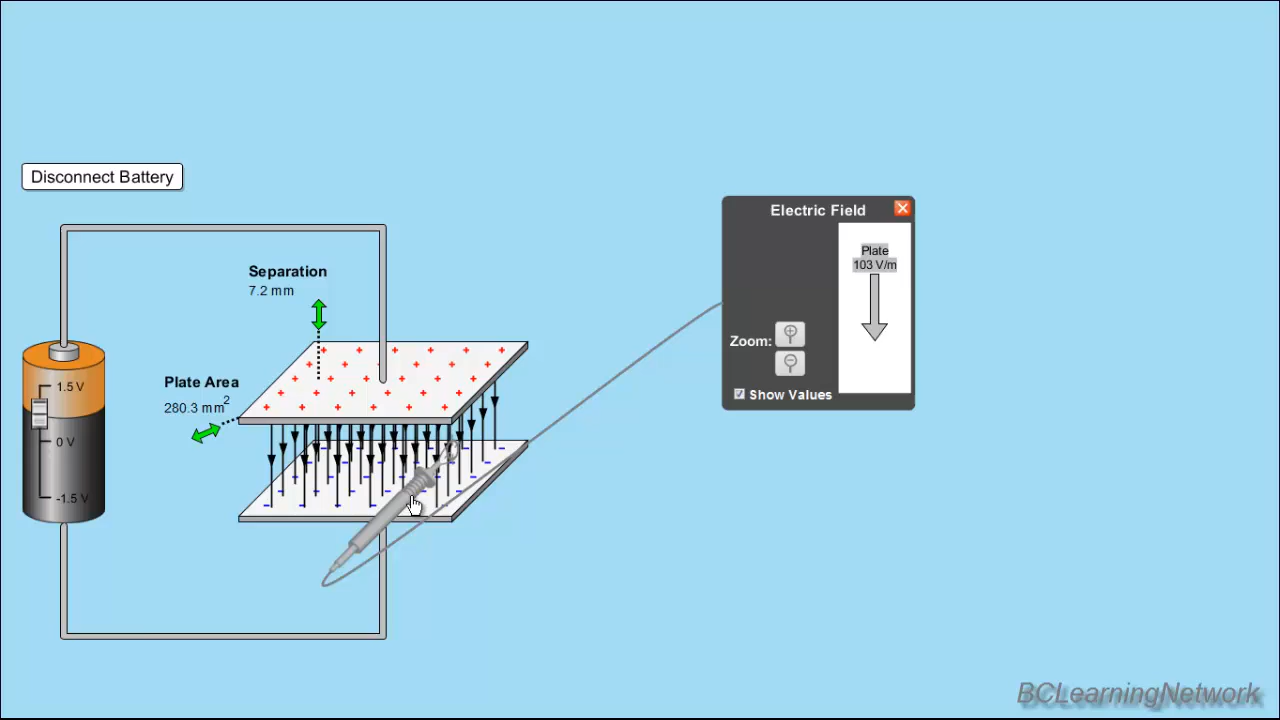 Disconnect Battery
Separation
7.2 mm
Plate Area
280.3 mm²
1.5 V
0 V
-1.5 V
Electric Field
Plate
103 V/m
Zoom:
Show Values
BCLearningNetwork